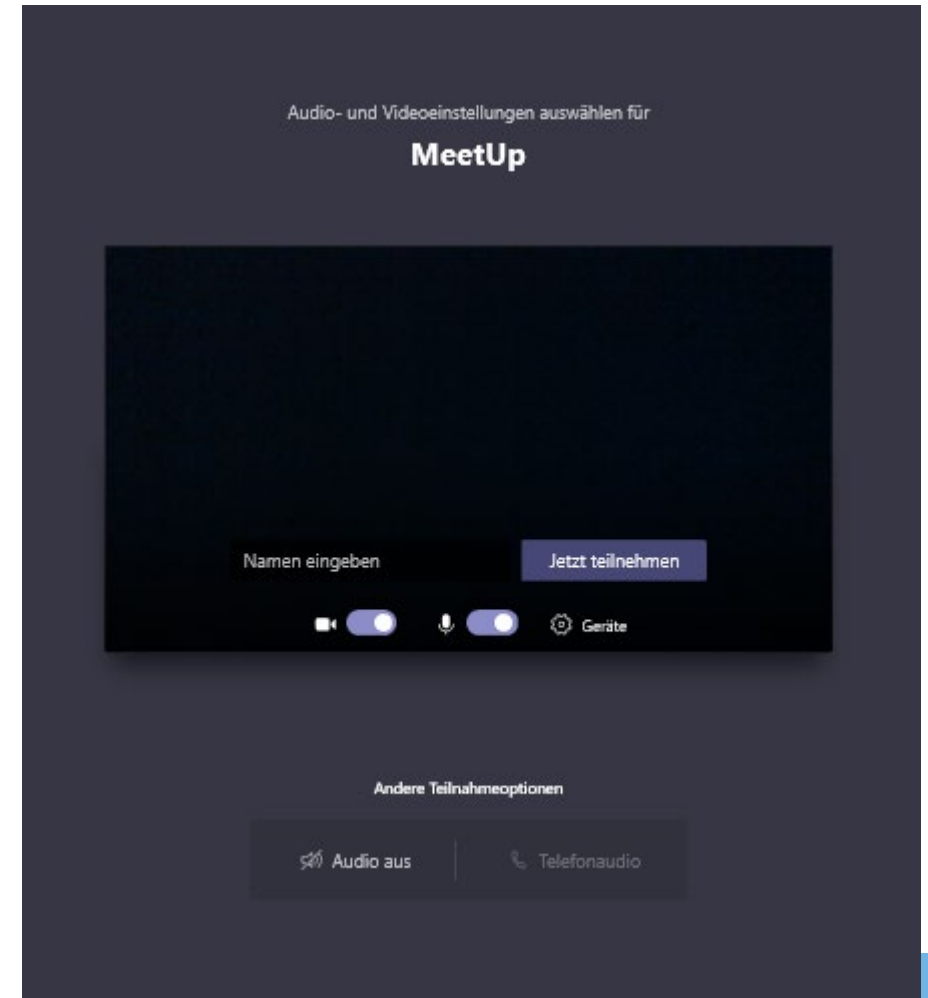 Audio- und Videoeinstellungen auswählen für
MeetUp
Namen eingeben
Jetzt teilnehmen
Geräte
Andere Teilnahmeoptionen
Audio aus
Telefonaudio